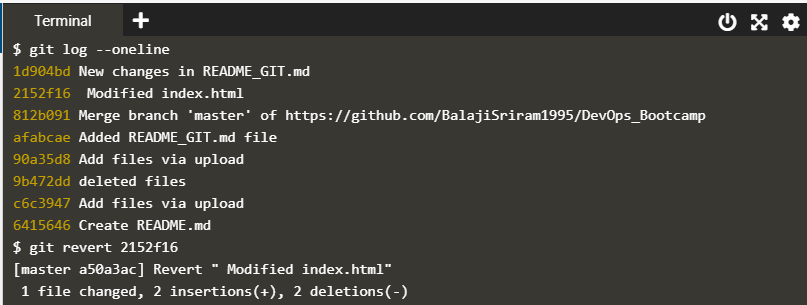 Terminal +
$ git log --oneline
1d904bd New changes in README_GIT.md
2152f16  Modified index.html
812b091 Merge branch 'master' of https://github.com/BalajiSriram1995/DevOps_Bootcamp
afabcae Added README_GIT.md file
90a35d8 Add files via upload
9b472dd deleted files
c6c3947 Add files via upload
6415646 Create README.md
$ git revert 2152f16
[master a50a3ac] Revert " Modified index.html"
 1 file changed, 2 insertions(+), 2 deletions(-)